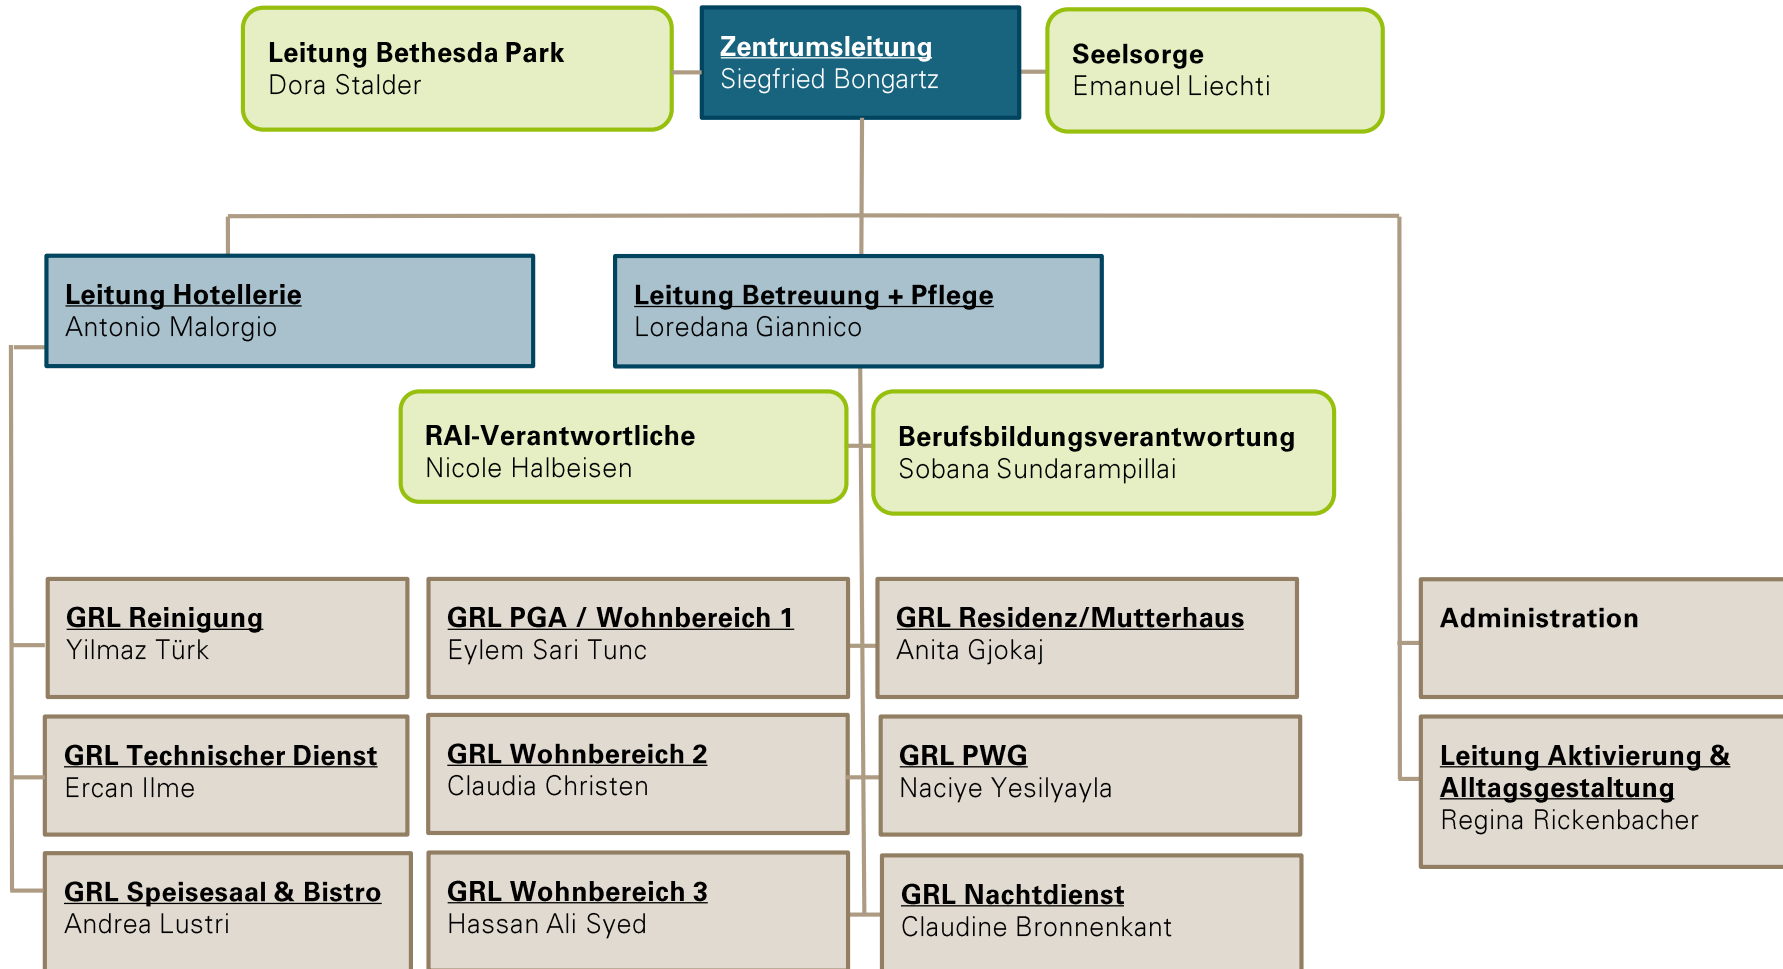 Leitung Bethesda Park
Dora Stalder
Zentrumsleitung
Siegfried Bongartz
Seelsorge
Emanuel Liechti
Leitung Hotellerie
Antonio Malorgio
Leitung Betreuung + Pflege
Loredana Giannico
RAI-Verantwortliche
Nicole Halbeisen
Berufsbildungsverantwortung
Sobana Sundarampillai
GRL Reinigung
Yilmaz Türk
GRL PGA / Wohnbereich 1
Eylem Sari Tunc
GRL Residenz/Mutterhaus
Anita Gjokaj
Administration
GRL Technischer Dienst
Ercan Ilme
GRL Wohnbereich 2
Claudia Christen
GRL PWG
Naciye Yesilyayla
Leitung Aktivierung &
Alltagsgestaltung
Regina Rickenbacher
GRL Speisesaal & Bistro
Andrea Lustri
GRL Wohnbereich 3
Hassan Ali Syed
GRL Nachtdienst
Claudine Bronnenkant